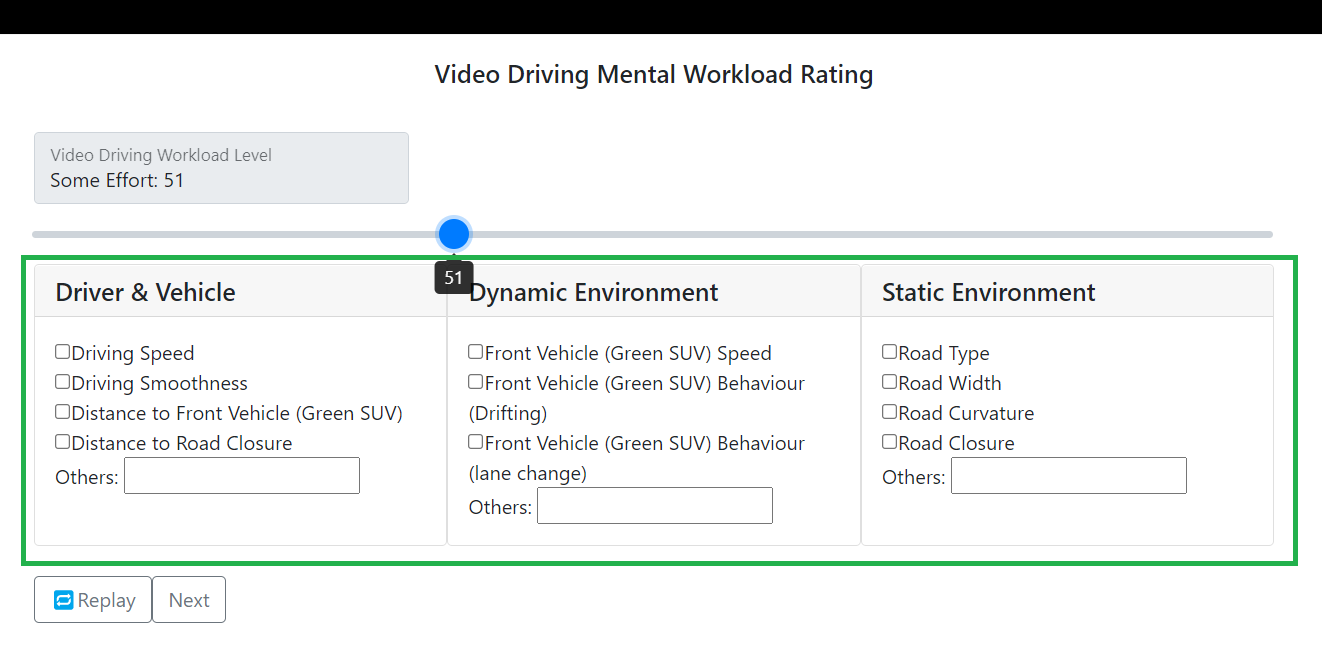 Video Driving Mental Workload Rating
Video Driving Workload Level
Some Effort: 51
51
Driver & Vehicle
Driving Speed
Driving Smoothness
Distance to Front Vehicle (Green SUV)
Distance to Road Closure
Others:
Dynamic Environment
Front Vehicle (Green SUV) Speed
Front Vehicle (Green SUV) Behaviour
(Drifting)
Front Vehicle (Green SUV) Behaviour
(lane change)
Others:
Static Environment
Road Type
Road Width
Road Curvature
Road Closure
Others:
Replay
Next